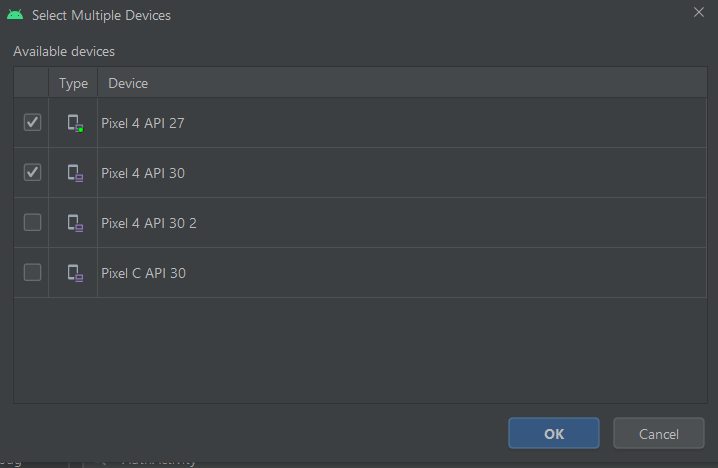 Select Multiple Devices
Available devices
Type Device
Pixel 4 API 27
Pixel 4 API 30
Pixel 4 API 30 2
Pixel C API 30
OK Cancel